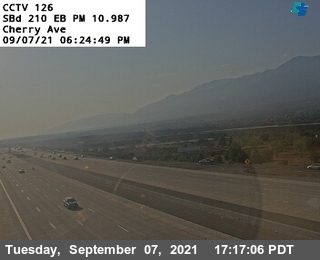 CCTV 126
SBd 210 EB PM 10.987
Cherry Ave
09/07/21 06:24:49 PM
Tuesday, September 07, 2021 17:17:06 PDT